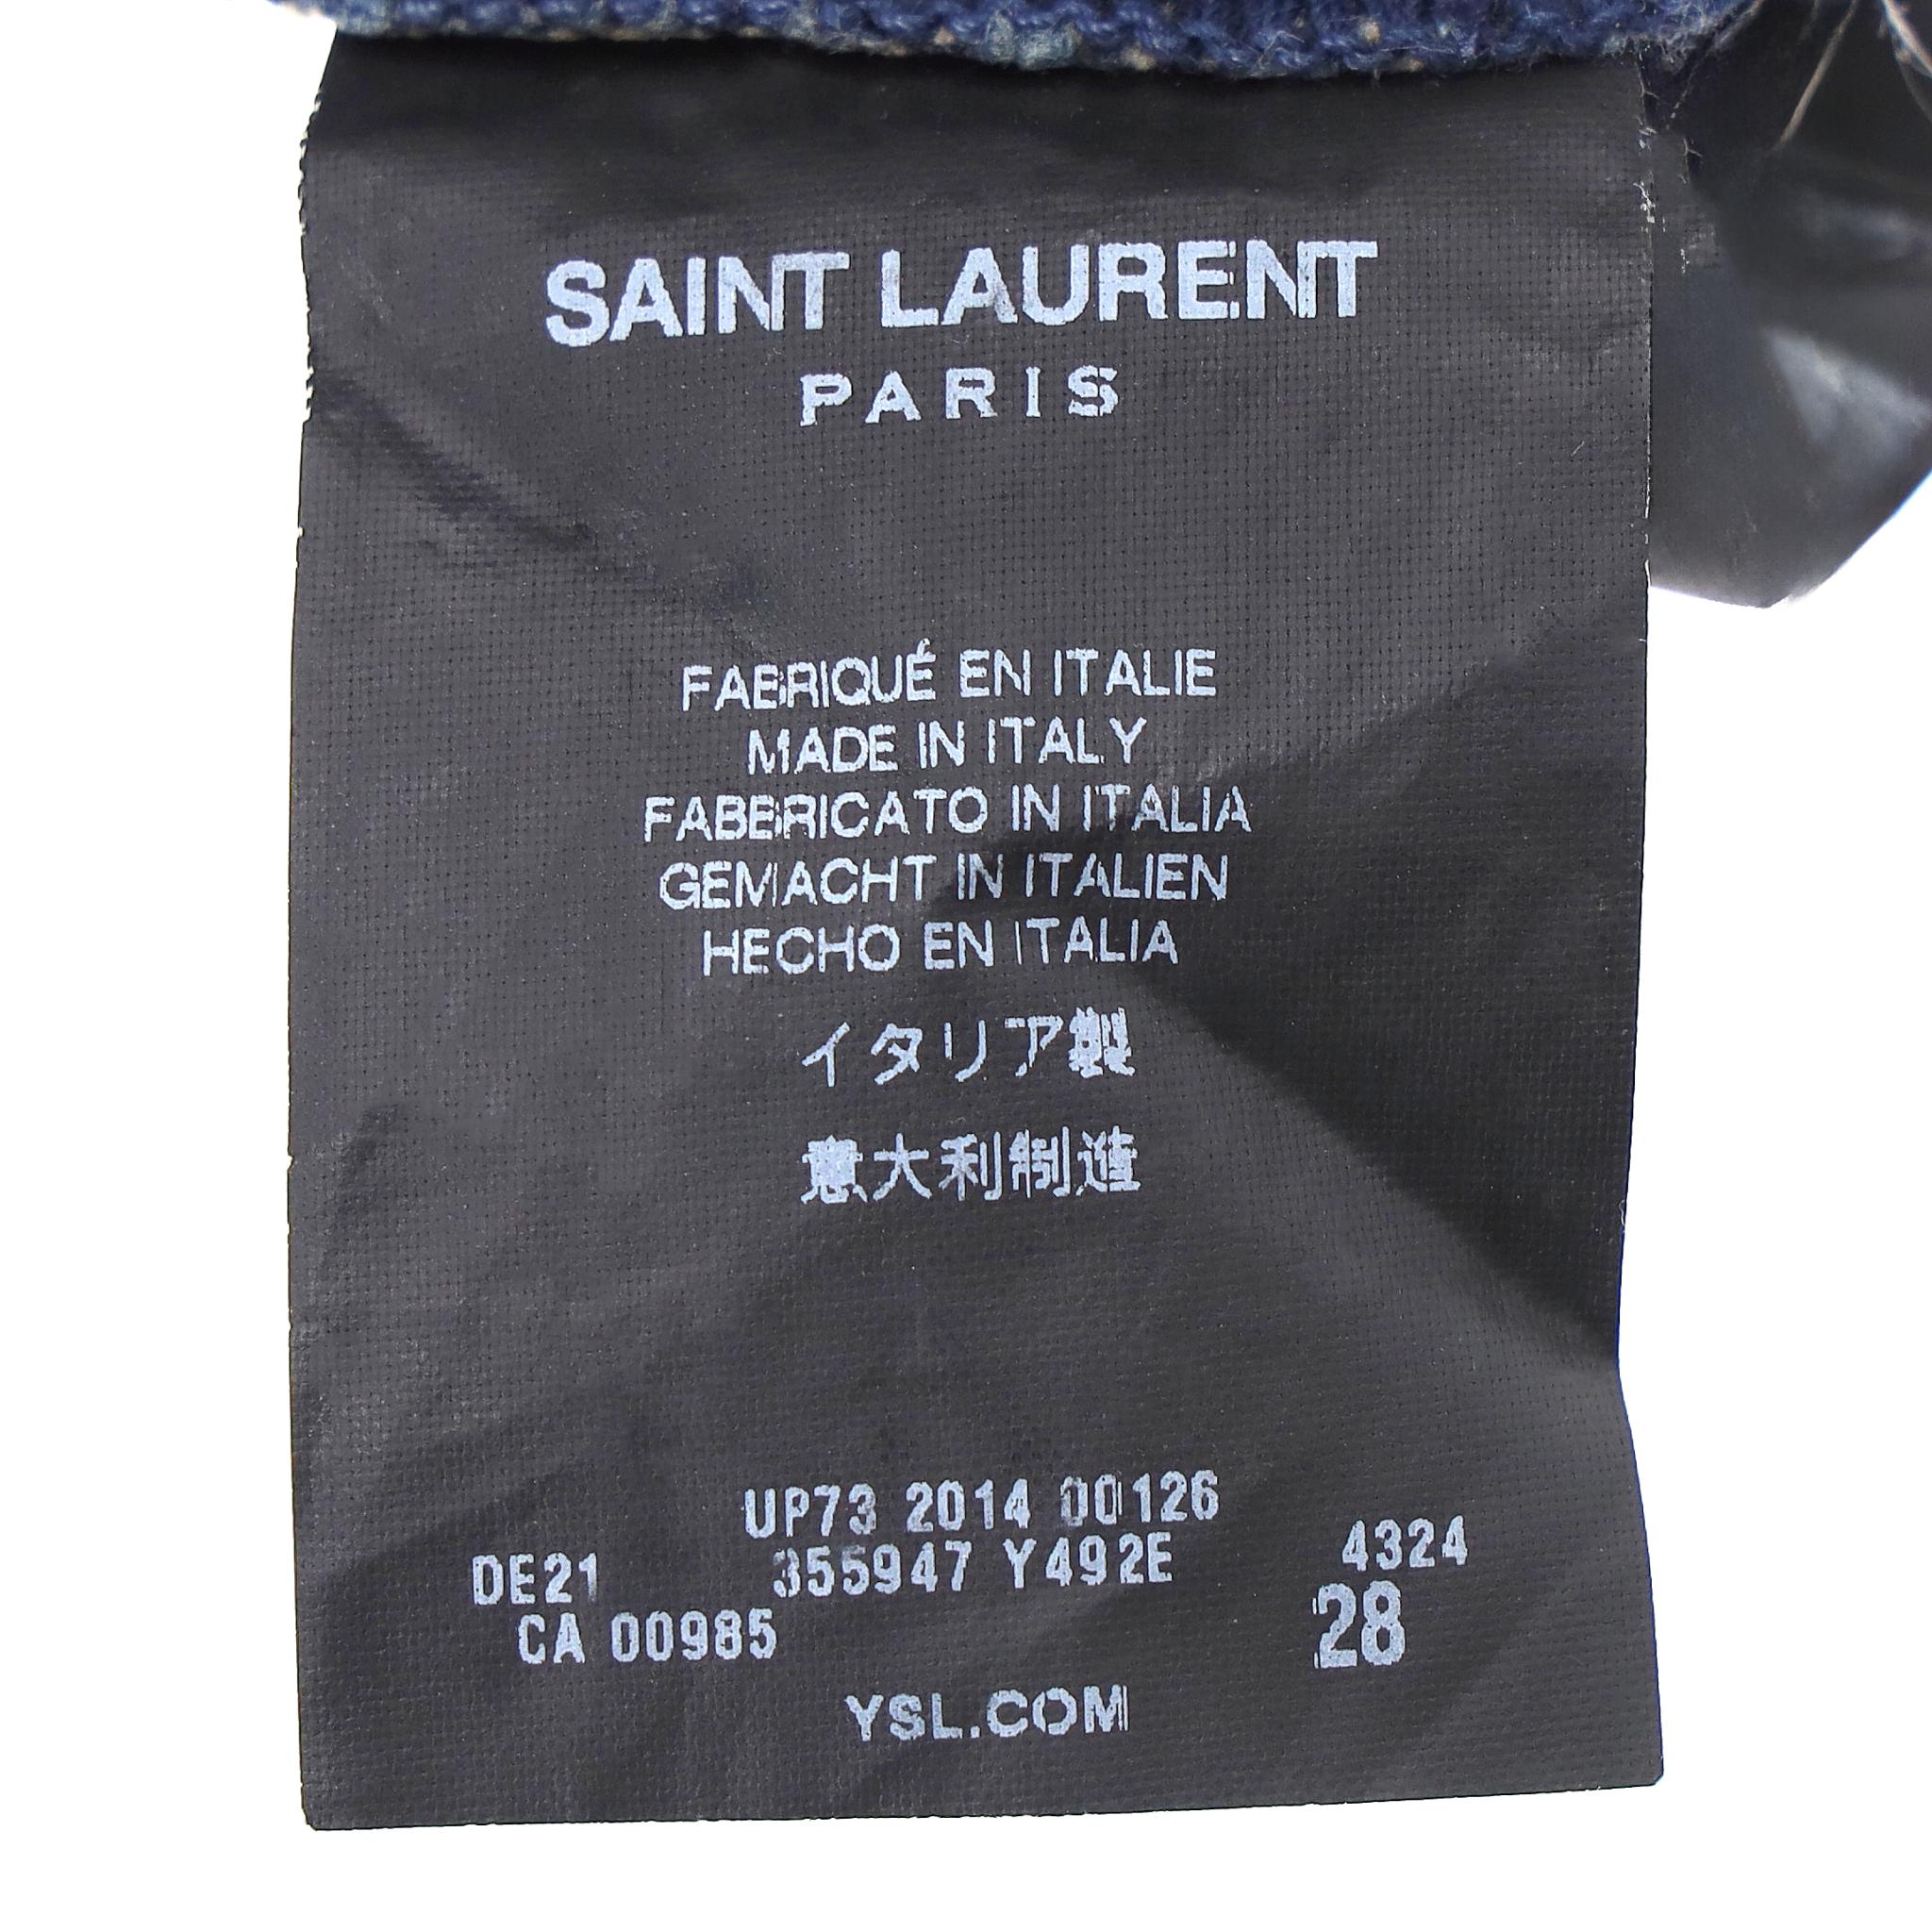 SAINT LAURENT
PARIS
FABRIQUÉ EN ITALIE
MADE IN ITALY
FABBRICATO IN ITALIA
GEMACHT IN ITALIEN
HECHO EN ITALIA
イタリア製
意大利制造
UP73 2014 00126
DE21 355947 Y492E 4324
CA 00985 28
YSL.COM